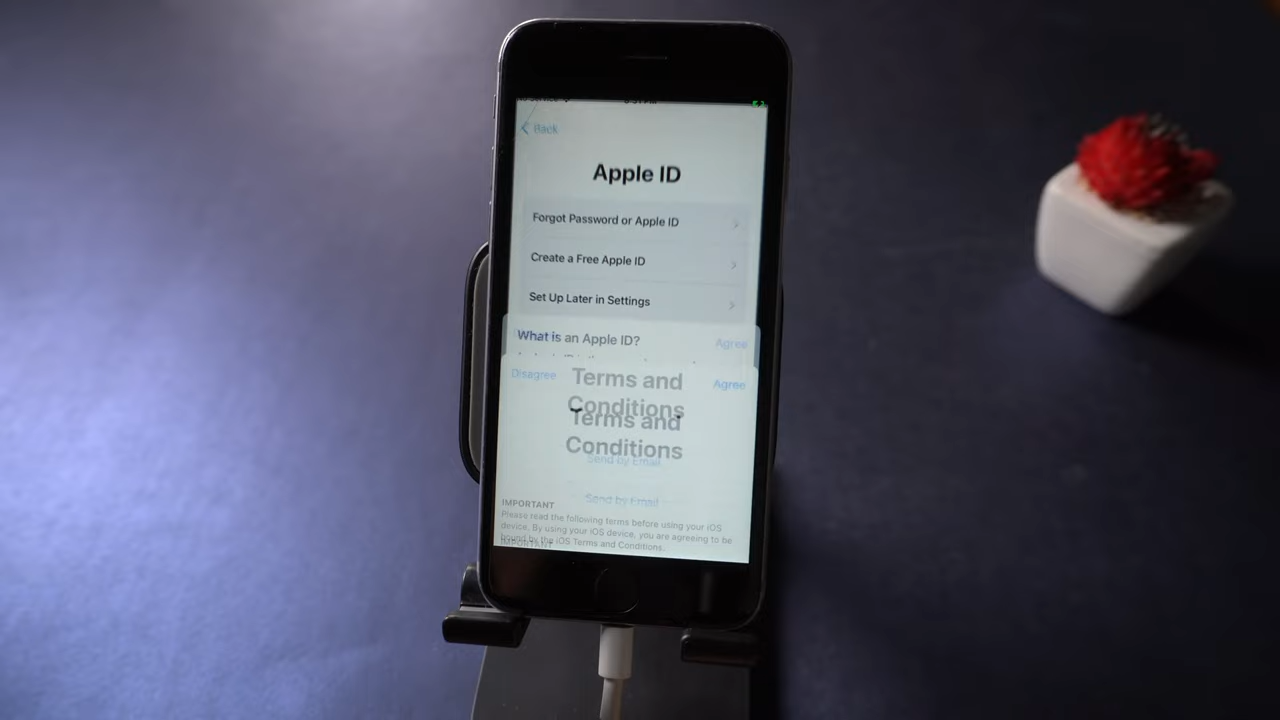 Back
Apple ID
Forgot Password or Apple ID
Create a Free Apple ID
Set Up Later in Settings
What is an Apple ID?
Agree
Disagree
Agree
Terms and
Conditions
Terms and
Conditions
Send by Email
Send by Email
IMPORTANT
Please read the following terms before using your iOS
device. By using your iOS device, you are agreeing to be
bound by the iOS Terms and Conditions.
IMPORTANT